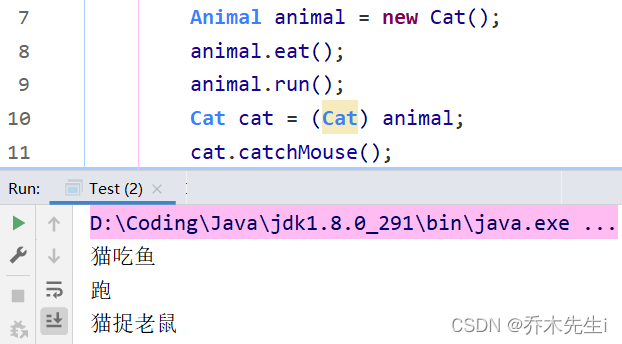 7 Animal animal = new Cat();
8 animal.eat();
9 animal.run();
10 Cat cat = (Cat) animal;
11 cat.catchMouse();
Run: Test (2) ×
D:\Coding\Java\jdk1.8.0_291\bin\java.exe ...
猫吃鱼
跑
猫捉老鼠
CSDN @乔木先生i